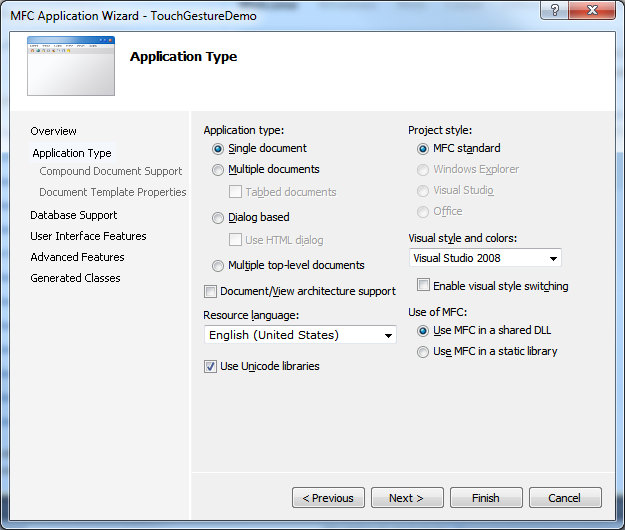 MFC Application Wizard - TouchGestureDemo
Application Type
Overview
Application Type
Compound Document Support
Document Template Properties
Database Support
User Interface Features
Advanced Features
Generated Classes
Application type:
Single document
Multiple documents
Tabbed documents
Dialog based
Use HTML dialog
Multiple top-level documents
Document/View architecture support
Resource language:
English (United States)
Use Unicode libraries
Project style:
MFC standard
Windows Explorer
Visual Studio
Office
Visual style and colors:
Visual Studio 2008
Enable visual style switching
Use of MFC:
Use MFC in a shared DLL
Use MFC in a static library
< Previous
Next >
Finish
Cancel